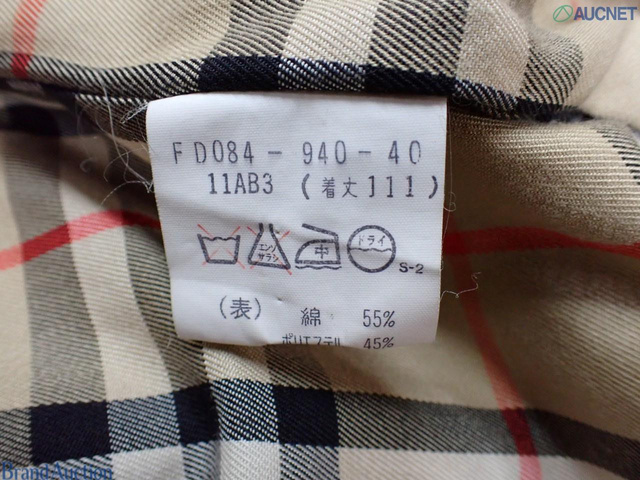 AUCNET
FD084-940-40
11AB3 (着丈111)
エンソ
サラシ
中
ドライ
S-2
(表) 綿 55%
ポリエステル 45%
Brand Auction